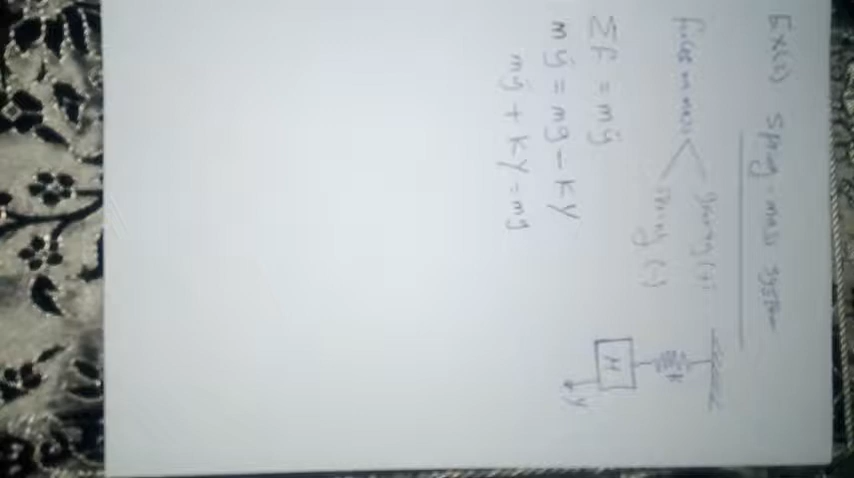 Ex(1) Spring-mass system
forces on mass < gravity (+)
spring (-)
ΣF = mÿ
mÿ = mg - ky
mÿ + ky = mg
k
M
y